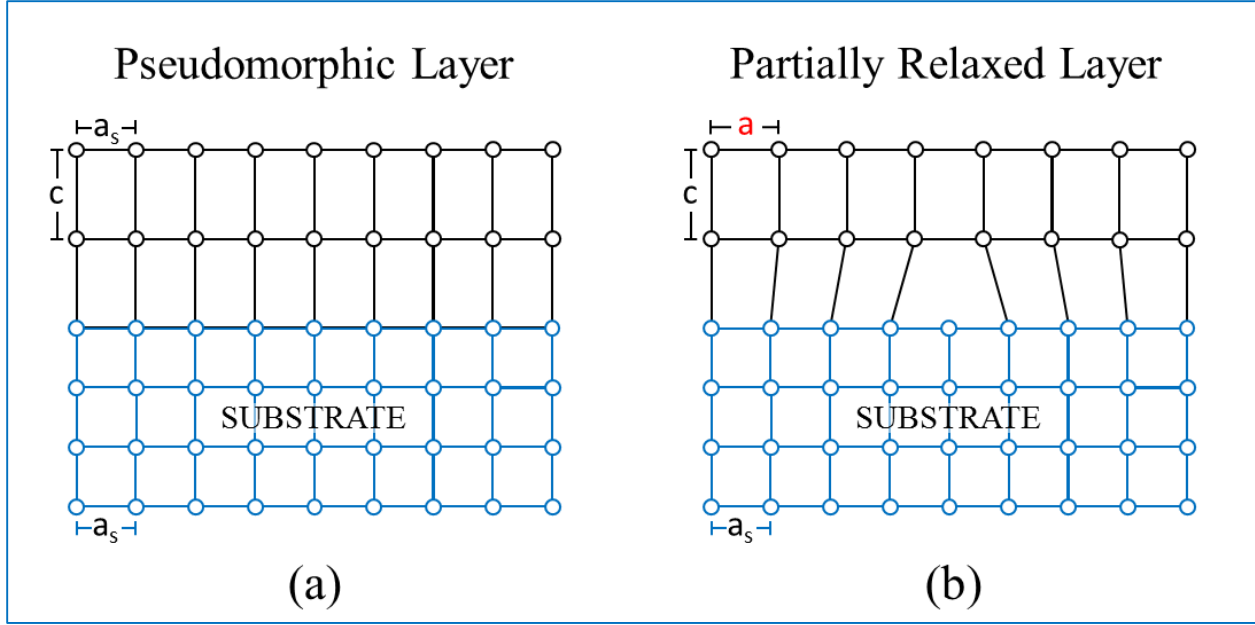 Pseudomorphic Layer
Partially Relaxed Layer
aₛ
a
c
c
SUBSTRATE
SUBSTRATE
aₛ
aₛ
(a)
(b)